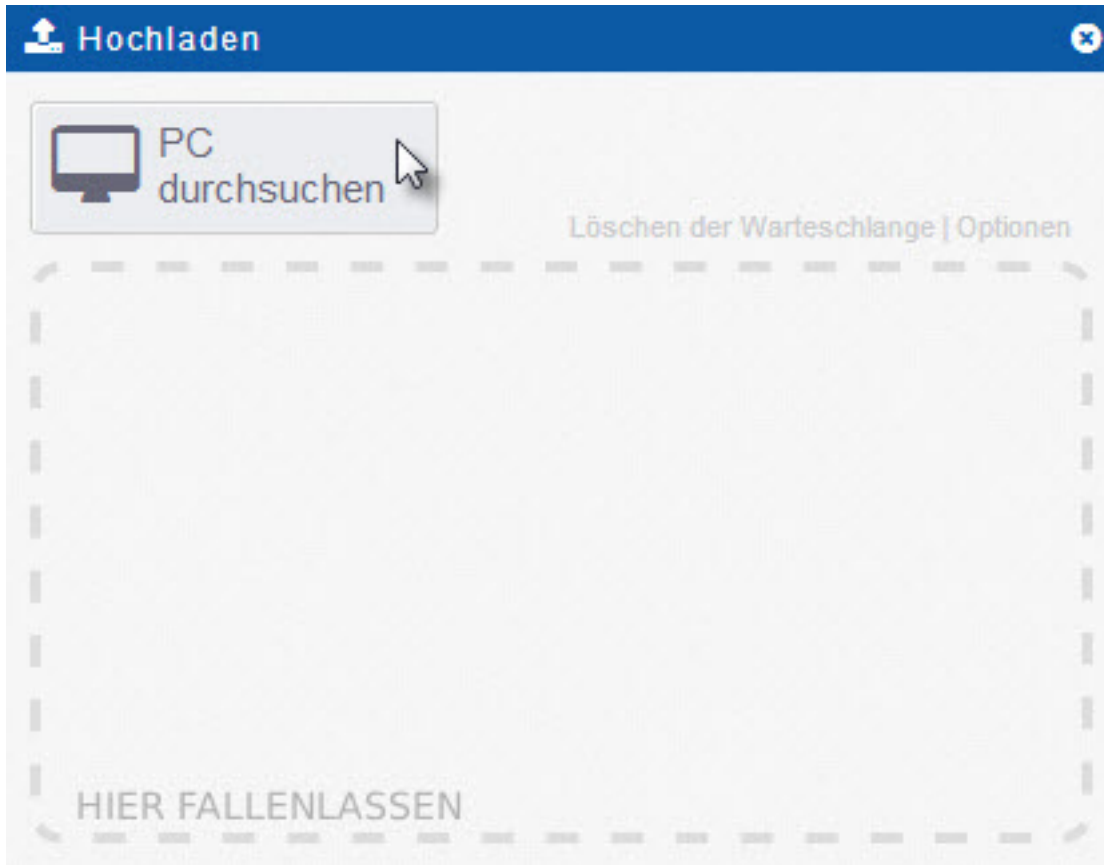 Hochladen
PC
durchsuchen
Löschen der Warteschlange | Optionen
HIER FALLENLASSEN